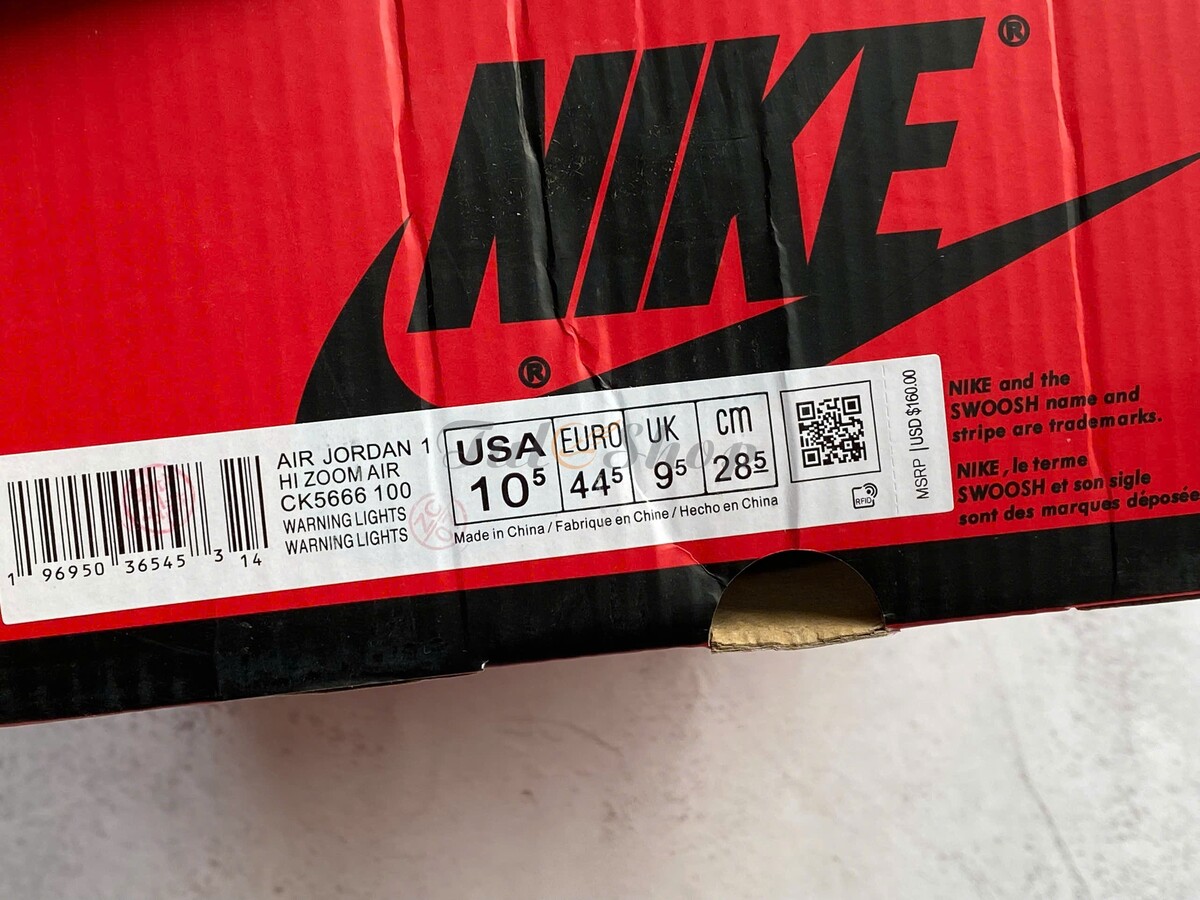 NIKE ®
®
AIR JORDAN 1
HI ZOOM AIR
CK5666 100
WARNING LIGHTS
WARNING LIGHTS
1 96950 36545 3 14
USA EURO UK cm
10⁵ 44⁵ 9⁵ 28.5
Made in China / Fabrique en Chine / Hecho en China
RFID
MSRP | USD $160.00
NIKE and the
SWOOSH name and
stripe are trademarks.
NIKE, le terme
SWOOSH et son sigle
sont des marques déposées